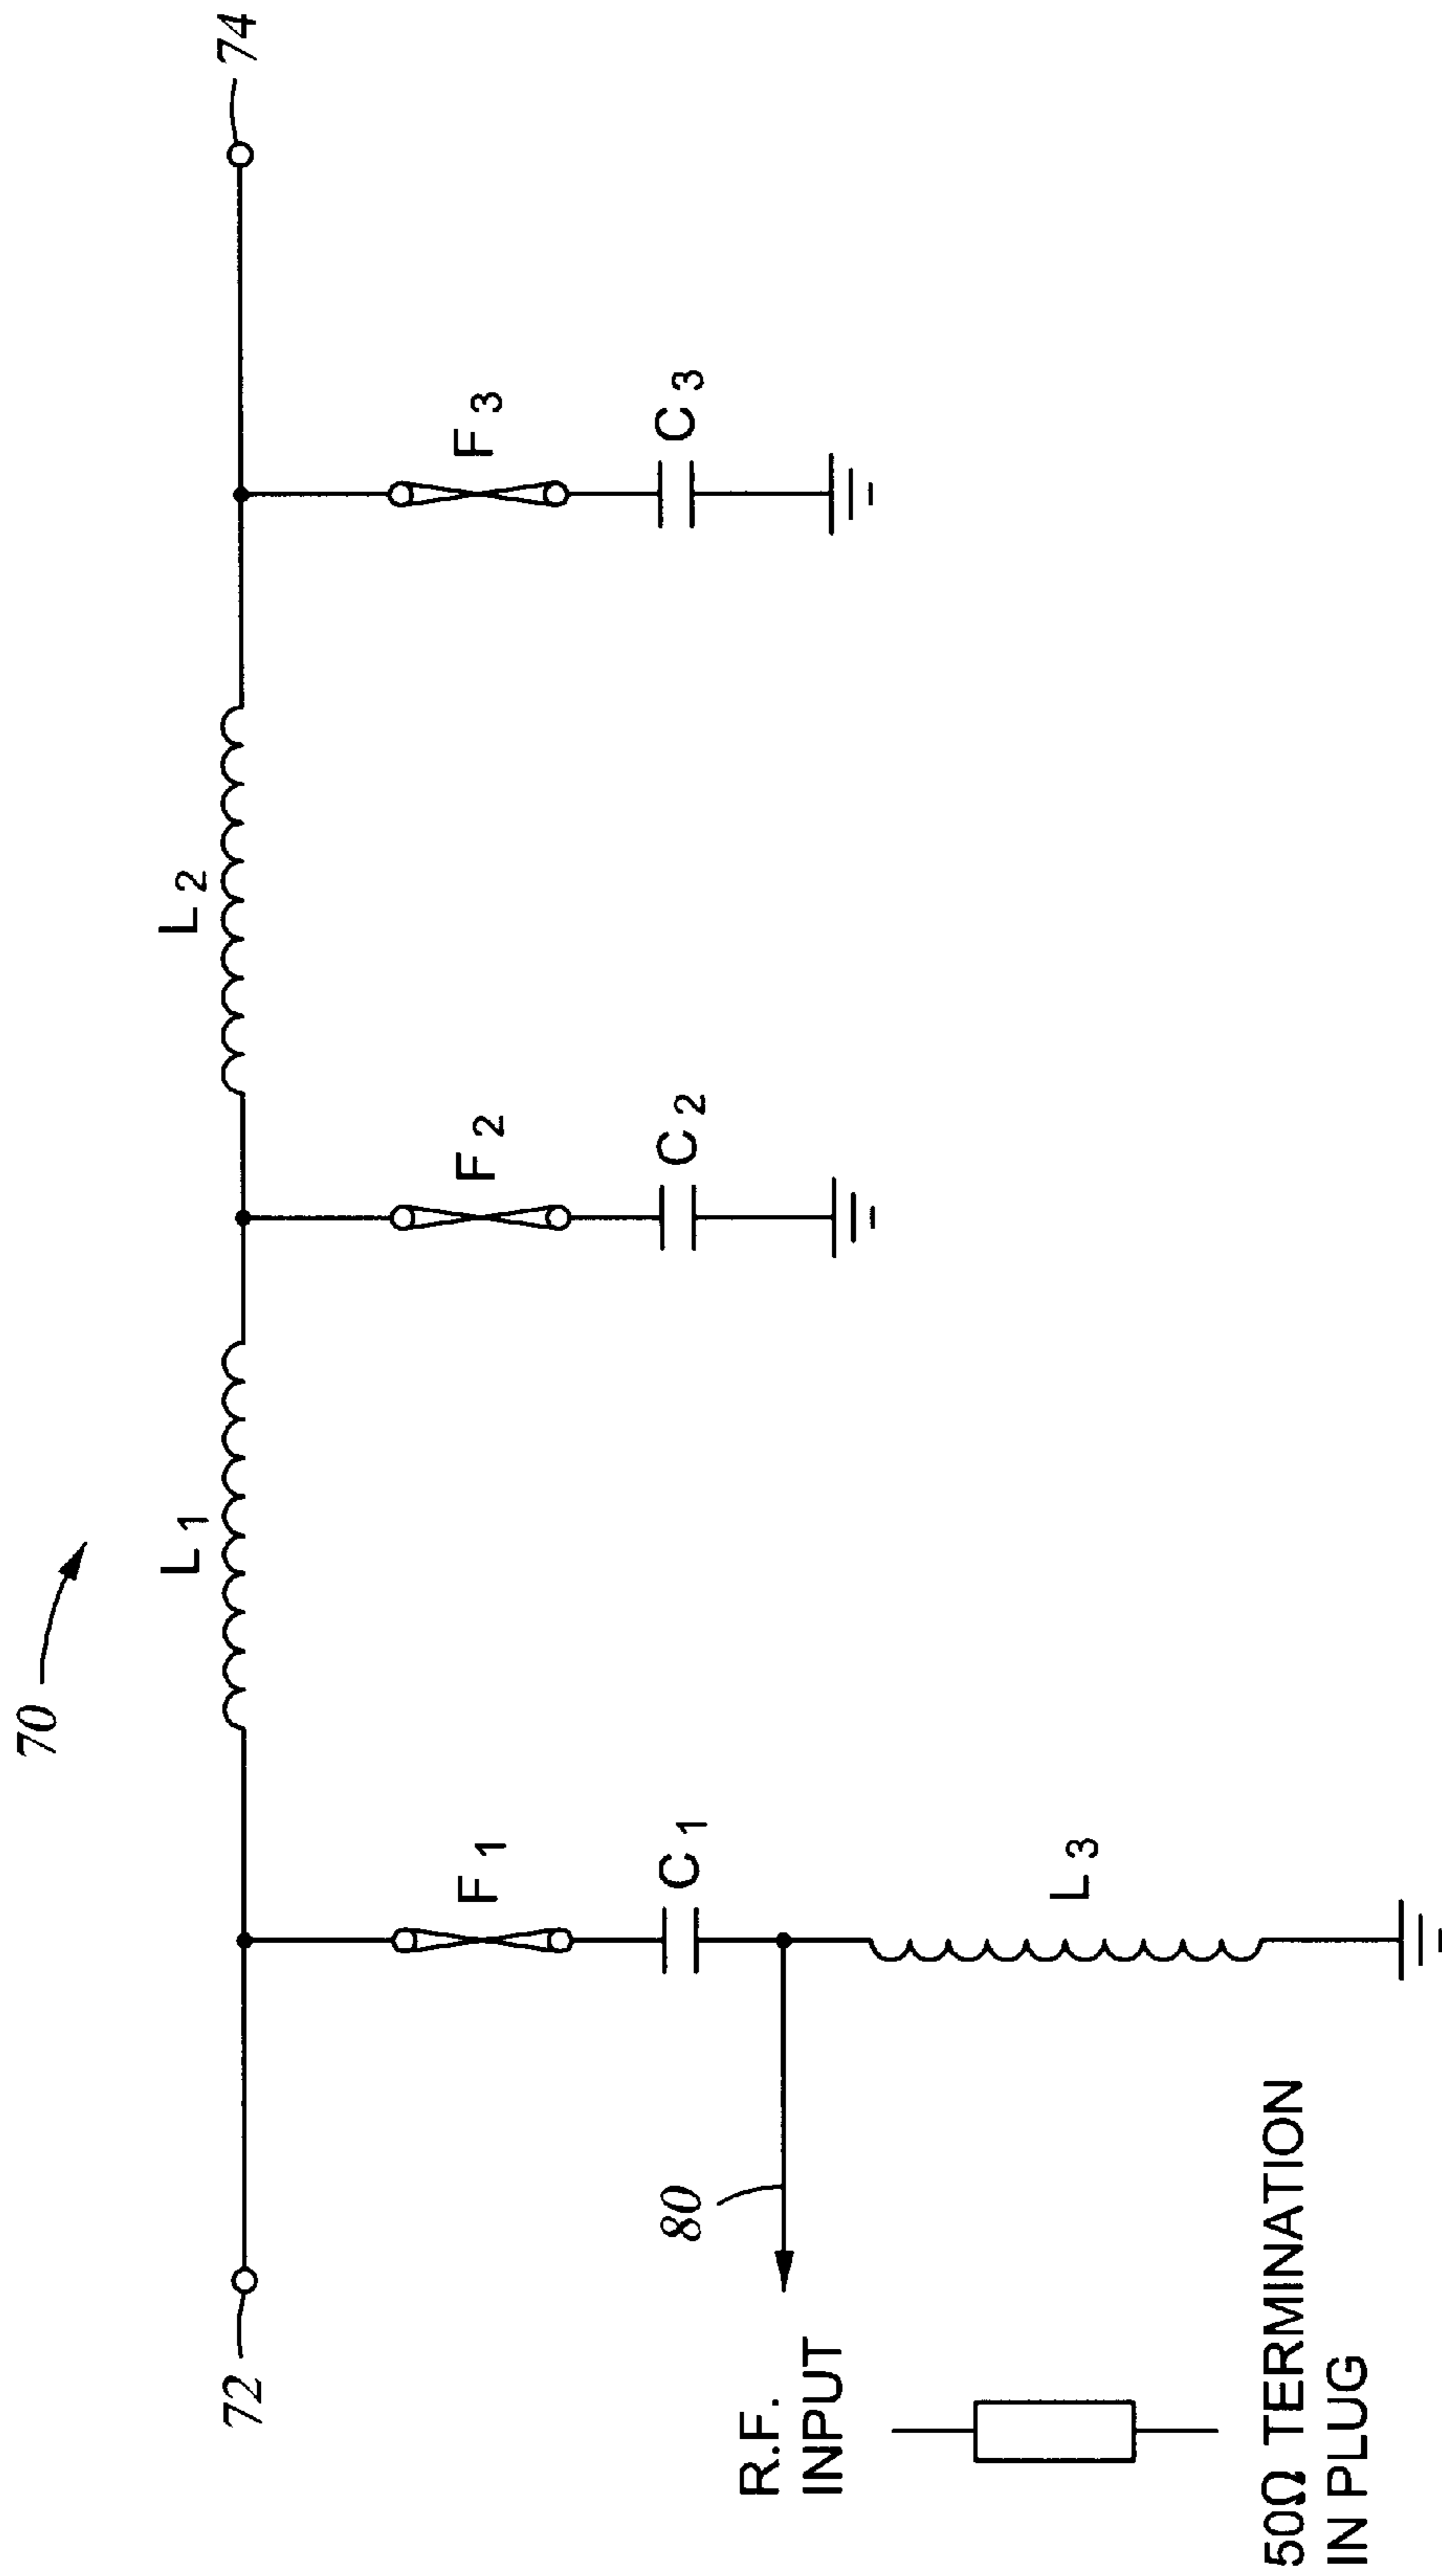 70
L1
L2
74
72
F1
F2
F3
C1
C2
C3
80
R.F.
INPUT
L3
50Ω TERMINATION
IN PLUG